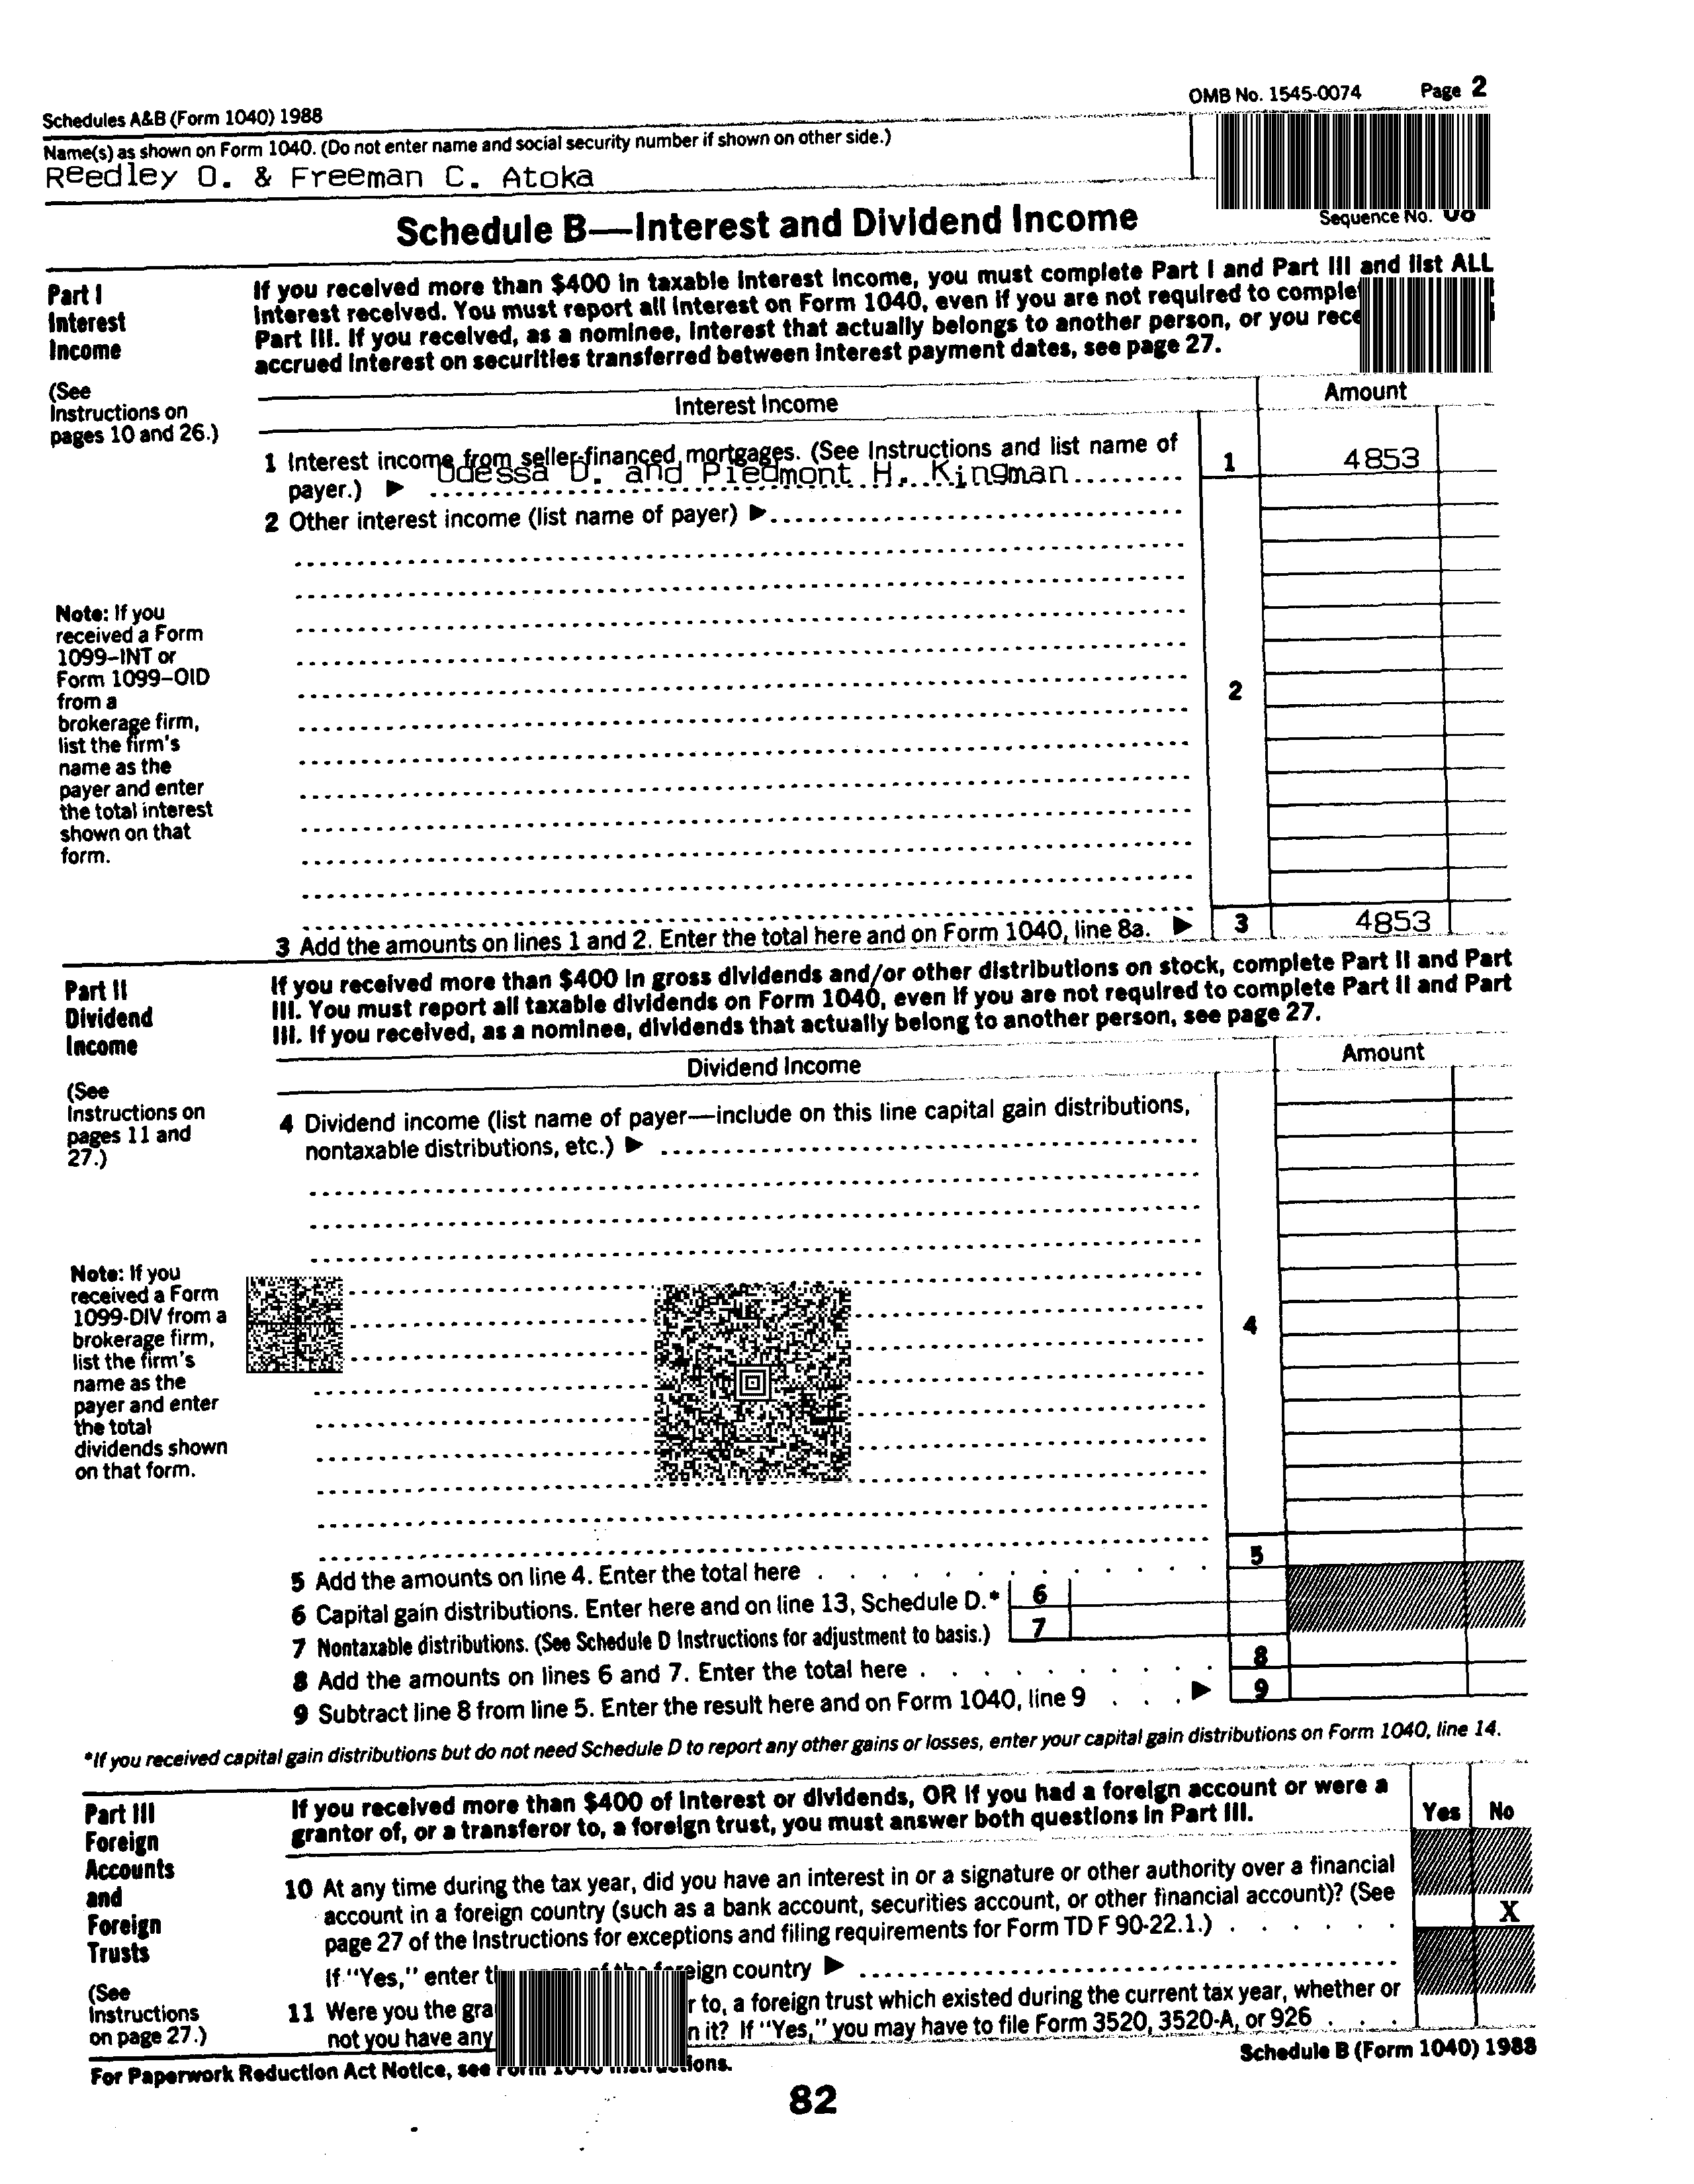 Schedules A&B (Form 1040) 1988
OMB No. 1545-0074
Page 2
Name(s) as shown on Form 1040. (Do not enter name and social security number if shown on other side.)
Reedley O. & Freeman C. Atoka
Schedule B—Interest and Dividend Income
Sequence No. 08
Part I
Interest
Income
(See
Instructions on
pages 10 and 26.)
If you received more than $400 in taxable interest income, you must complete Part I and Part III and list ALL
interest received. You must report all interest on Form 1040, even if you are not required to
Part III. If you received, as a nominee, interest that actually belongs to another person, or you
accrued interest on securities transferred between interest payment dates, see page 27.
Interest Income
Amount
1 Interest income from seller-financed mortgages. (See Instructions and list name of
payer.) ▶ Odessa D. and Piedmont H. Kingman
1
4853
2 Other interest income (list name of payer) ▶
Note: If you
received a Form
1099–INT or
Form 1099–OID
from a
brokerage firm,
list the firm's
name as the
payer and enter
the total interest
shown on that
form.
2
3 Add the amounts on lines 1 and 2. Enter the total here and on Form 1040, line 8a. ▶
3
4853
Part II
Dividend
Income
(See
Instructions on
pages 11 and
27.)
If you received more than $400 in gross dividends and/or other distributions on stock, complete Part II and Part
III. You must report all taxable dividends on Form 1040, even if you are not required to complete Part II and Part
III. If you received, as a nominee, dividends that actually belong to another person, see page 27.
Dividend Income
Amount
4 Dividend income (list name of payer—include on this line capital gain distributions,
nontaxable distributions, etc.) ▶
Note: If you
received a Form
1099-DIV from a
brokerage firm,
list the firm's
name as the
payer and enter
the total
dividends shown
on that form.
4
5 Add the amounts on line 4. Enter the total here
5
6 Capital gain distributions. Enter here and on line 13, Schedule D.*
6
7 Nontaxable distributions. (See Schedule D Instructions for adjustment to basis.)
7
8 Add the amounts on lines 6 and 7. Enter the total here
8
9 Subtract line 8 from line 5. Enter the result here and on Form 1040, line 9 ▶
9
*If you received capital gain distributions but do not need Schedule D to report any other gains or losses, enter your capital gain distributions on Form 1040, line 14.
Part III
Foreign
Accounts
and
Foreign
Trusts
(See
Instructions
on page 27.)
If you received more than $400 of interest or dividends, OR if you had a foreign account or were a
grantor of, or a transferor to, a foreign trust, you must answer both questions in Part III.
Yes
No
10 At any time during the tax year, did you have an interest in or a signature or other authority over a financial
account in a foreign country (such as a bank account, securities account, or other financial account)? (See
page 27 of the Instructions for exceptions and filing requirements for Form TD F 90-22.1.)
X
If "Yes," enter country ▶
11 Were you the to, a foreign trust which existed during the current tax year, whether or
not you have any it? If "Yes," you may have to file Form 3520, 3520-A, or 926
For Paperwork Reduction Act Notice, see
Schedule B (Form 1040) 1988
82